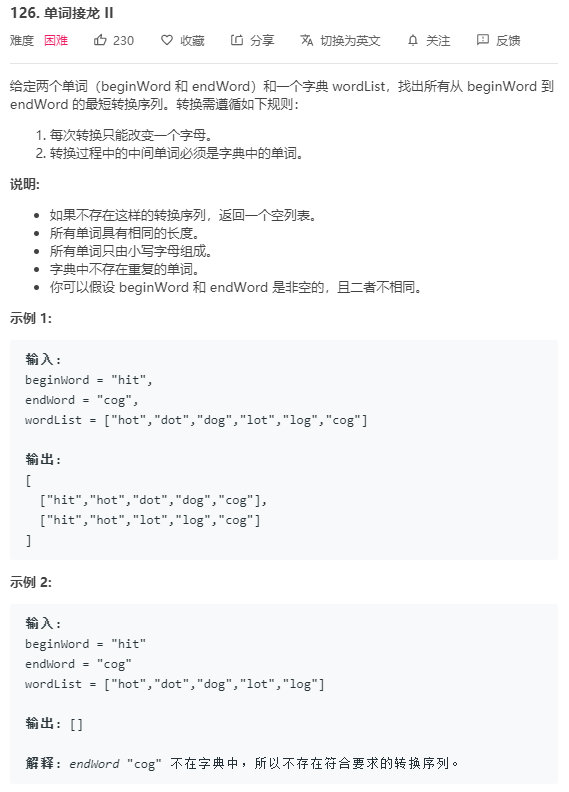 126. 单词接龙 II
难度 困难 230 收藏 分享 切换为英文 关注 反馈
给定两个单词（beginWord 和 endWord）和一个字典 wordList，找出所有从 beginWord 到
endWord 的最短转换序列。转换需遵循如下规则：
1. 每次转换只能改变一个字母。
2. 转换过程中的中间单词必须是字典中的单词。
说明:
• 如果不存在这样的转换序列，返回一个空列表。
• 所有单词具有相同的长度。
• 所有单词只由小写字母组成。
• 字典中不存在重复的单词。
• 你可以假设 beginWord 和 endWord 是非空的，且二者不相同。
示例 1:
输入:
beginWord = "hit",
endWord = "cog",
wordList = ["hot","dot","dog","lot","log","cog"]
输出:
[
["hit","hot","dot","dog","cog"],
["hit","hot","lot","log","cog"]
]
示例 2:
输入:
beginWord = "hit"
endWord = "cog"
wordList = ["hot","dot","dog","lot","log"]
输出: []
解释: endWord "cog" 不在字典中，所以不存在符合要求的转换序列。